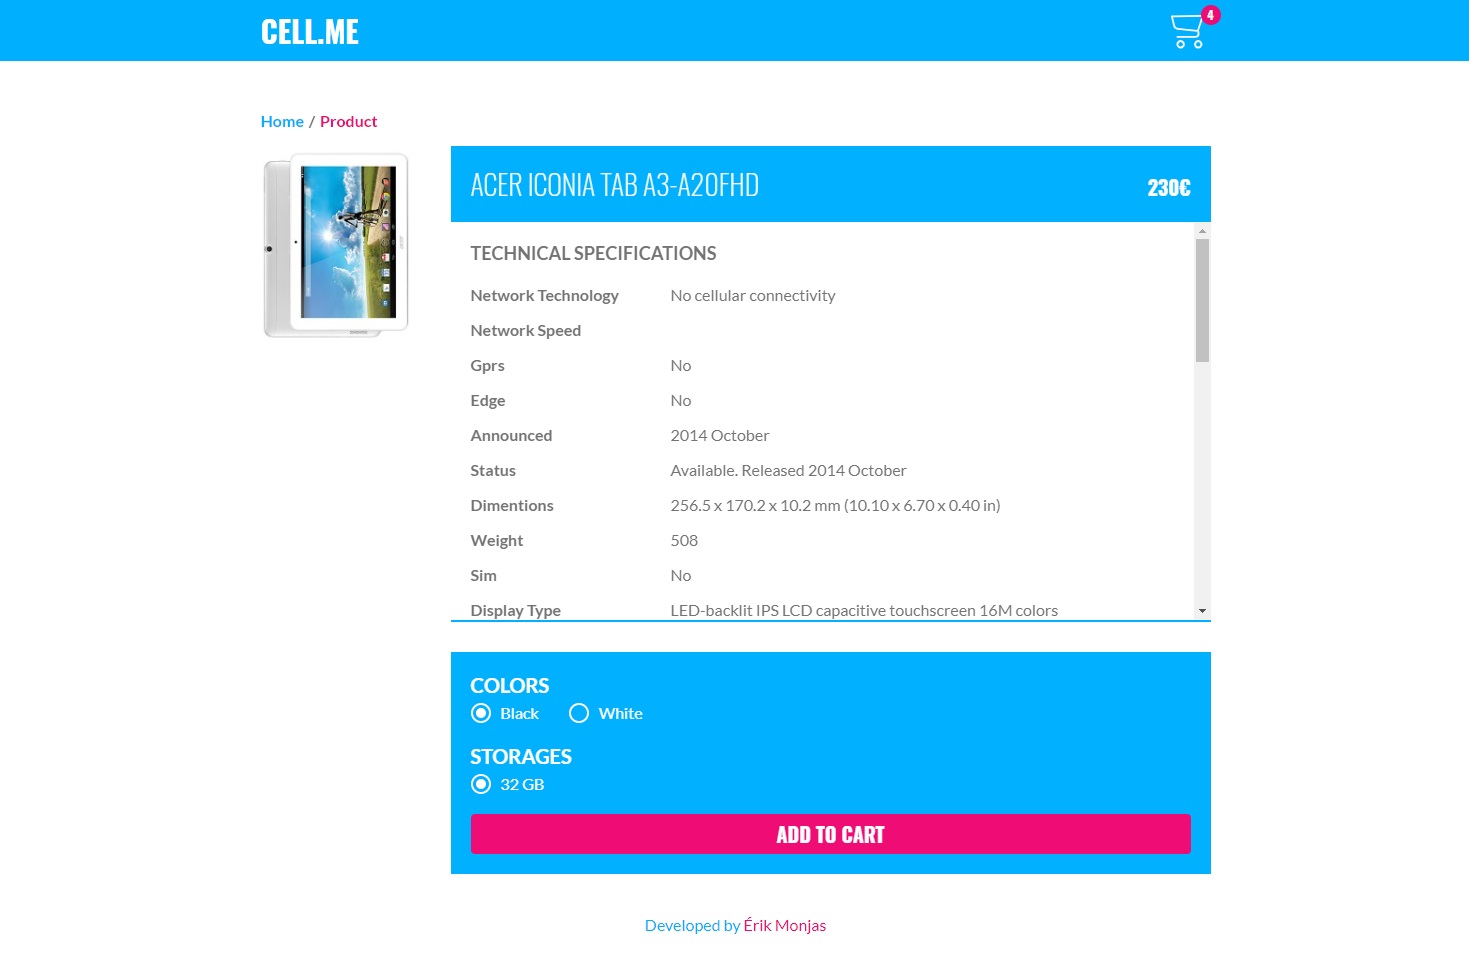 CELL.ME
4
Home / Product
ACER ICONIA TAB A3-A20FHD
230€
TECHNICAL SPECIFICATIONS
Network Technology No cellular connectivity
Network Speed
Gprs No
Edge No
Announced 2014 October
Status Available. Released 2014 October
Dimentions 256.5 x 170.2 x 10.2 mm (10.10 x 6.70 x 0.40 in)
Weight 508
Sim No
Display Type LED-backlit IPS LCD capacitive touchscreen 16M colors
COLORS
Black White
STORAGES
32 GB
ADD TO CART
Developed by Érik Monjas